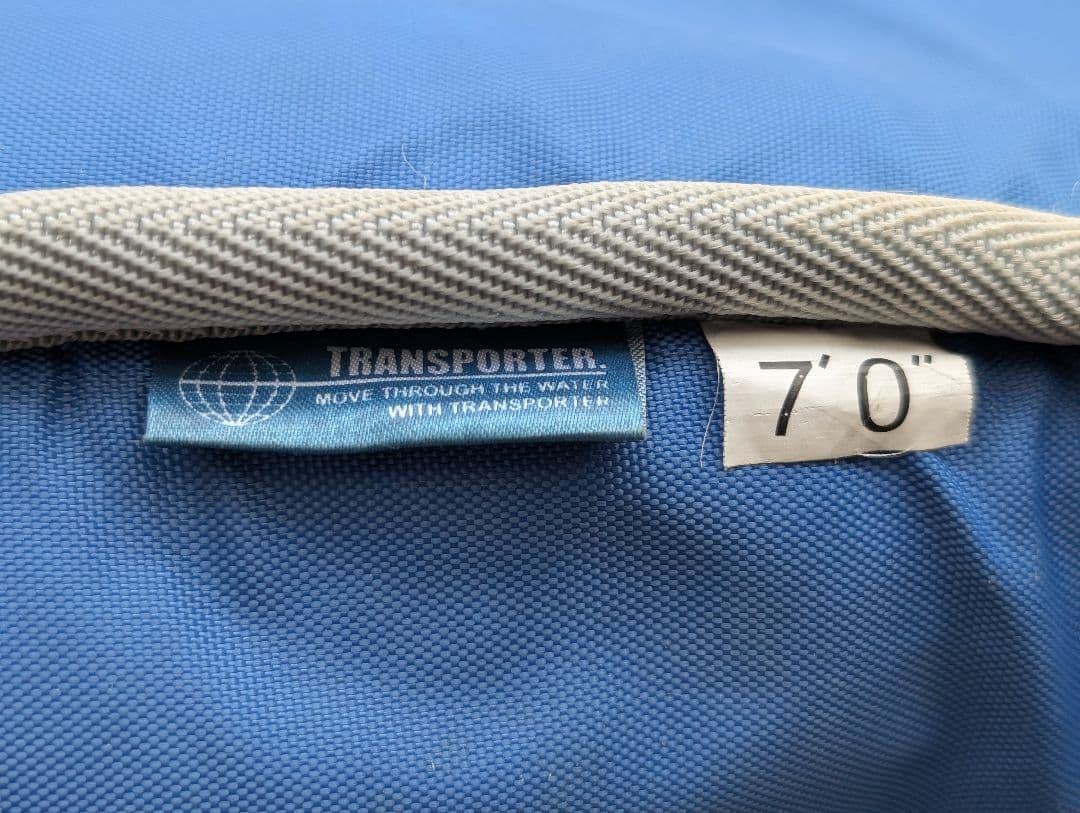 TRANSPORTER.
MOVE THROUGH THE WATER
WITH TRANSPORTER
7' 0"